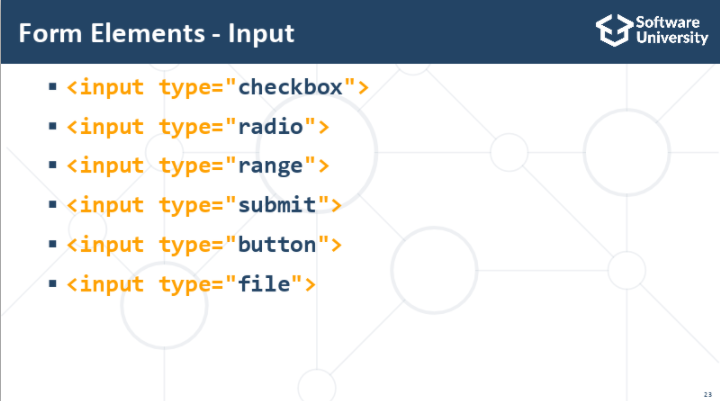 Form Elements - Input
Software
University
▪ <input type="checkbox">
▪ <input type="radio">
▪ <input type="range">
▪ <input type="submit">
▪ <input type="button">
▪ <input type="file">
23